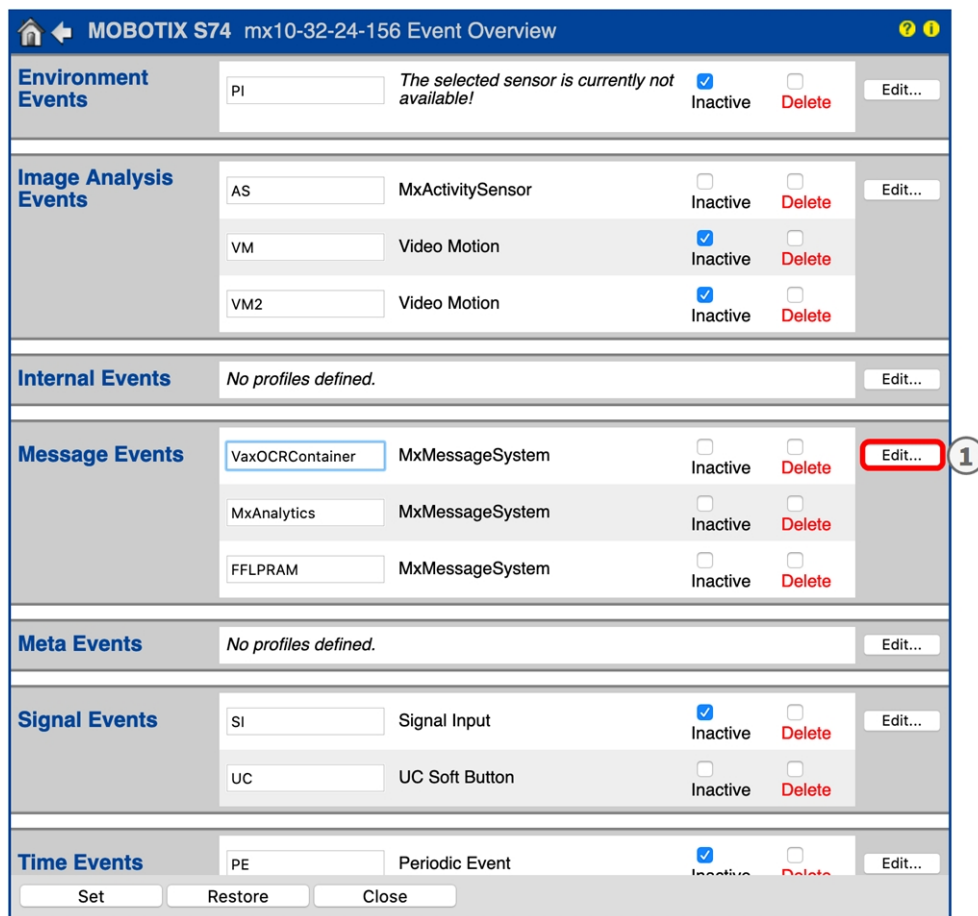 MOBOTIX S74 mx10-32-24-156 Event Overview ? i
Environment Events
PI
The selected sensor is currently not available!
Inactive
Delete
Edit...
Image Analysis Events
AS
MxActivitySensor
Inactive
Delete
Edit...
VM
Video Motion
Inactive
Delete
VM2
Video Motion
Inactive
Delete
Internal Events
No profiles defined.
Edit...
Message Events
VaxOCRContainer
MxMessageSystem
Inactive
Delete
Edit...
1
MxAnalytics
MxMessageSystem
Inactive
Delete
FFLPRAM
MxMessageSystem
Inactive
Delete
Meta Events
No profiles defined.
Edit...
Signal Events
SI
Signal Input
Inactive
Delete
Edit...
UC
UC Soft Button
Inactive
Delete
Time Events
PE
Periodic Event
Inactive
Delete
Edit...
Set
Restore
Close